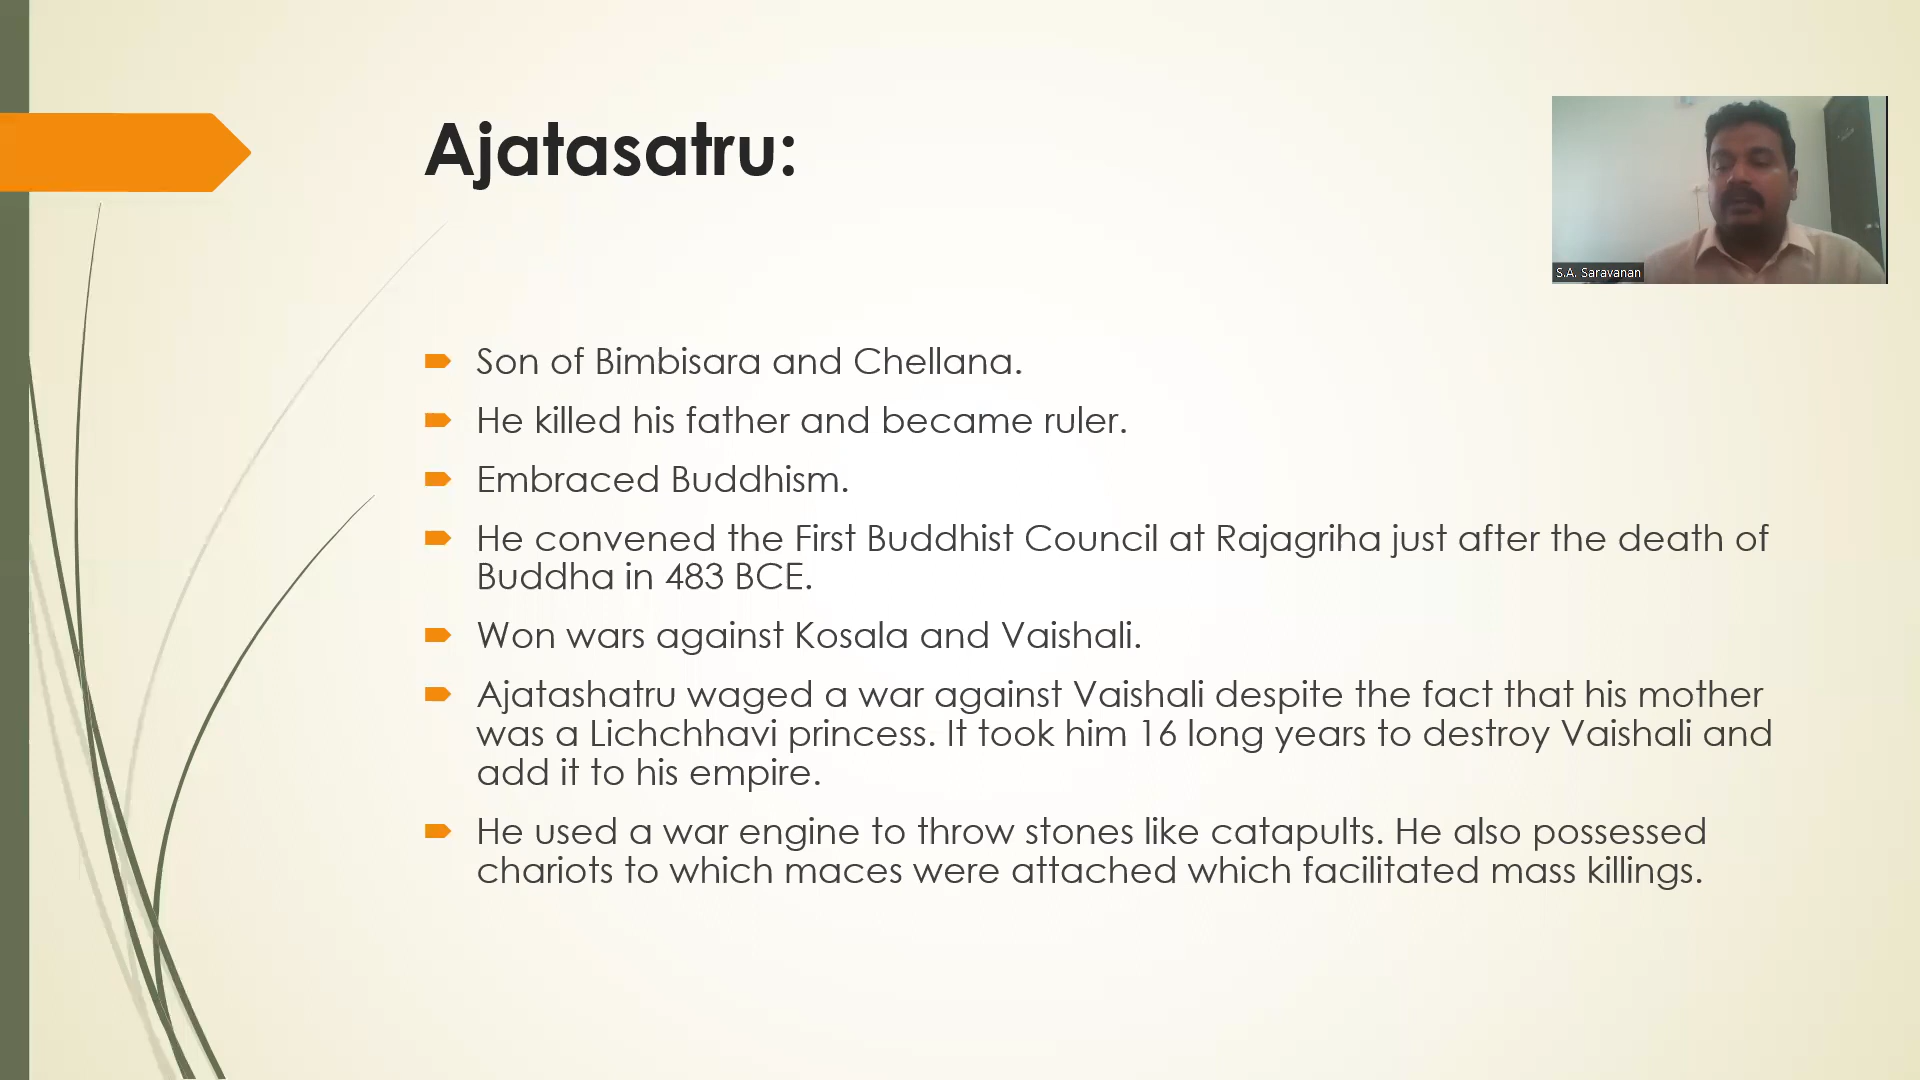 Ajatasatru:
S.A. Saravanan
Son of Bimbisara and Chellana.
He killed his father and became ruler.
Embraced Buddhism.
He convened the First Buddhist Council at Rajagriha just after the death of
Buddha in 483 BCE.
Won wars against Kosala and Vaishali.
Ajatashatru waged a war against Vaishali despite the fact that his mother
was a Lichchhavi princess. It took him 16 long years to destroy Vaishali and
add it to his empire.
He used a war engine to throw stones like catapults. He also possessed
chariots to which maces were attached which facilitated mass killings.